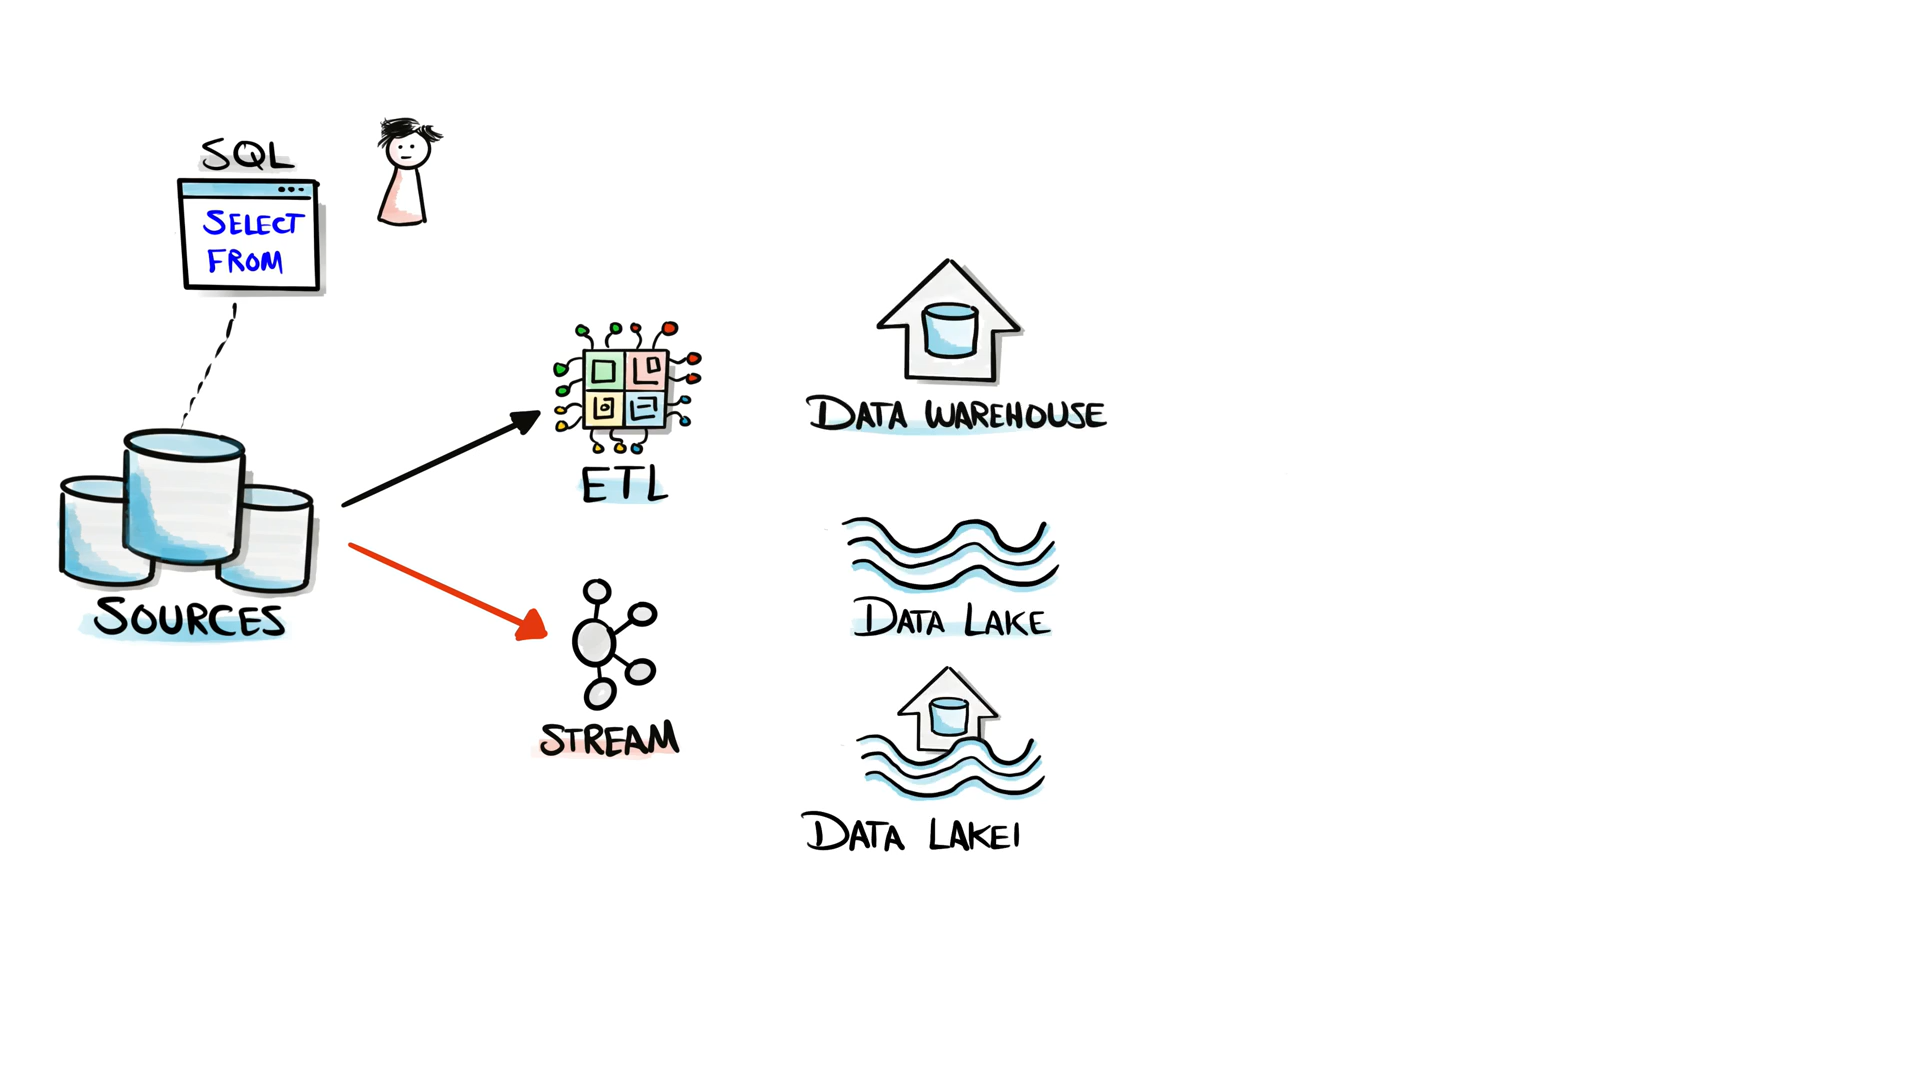 SQL
SELECT
FROM
SOURCES
ETL
STREAM
DATA WAREHOUSE
DATA LAKE
DATA LAKEI